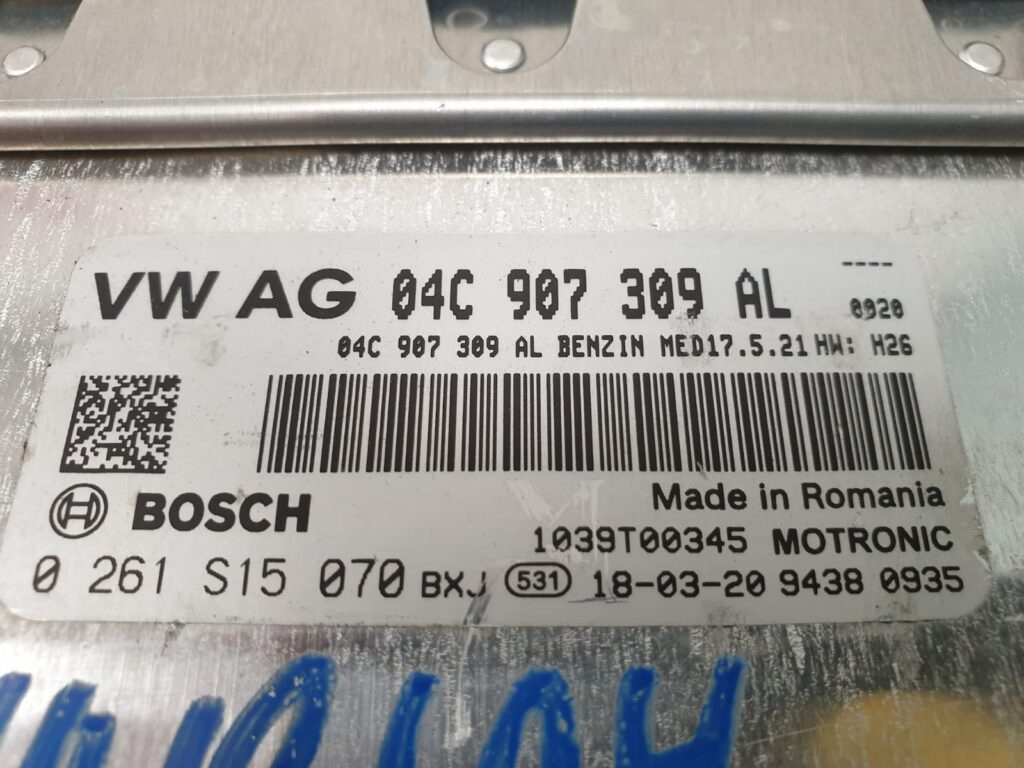 VW AG 04C 907 309 AL ---- 0920
04C 907 309 AL BENZIN MED17.5.21 HW: H26
BOSCH Made in Romania
1039T00345 MOTRONIC
0 261 S15 070 BXJ 531 18-03-20 9438 0935